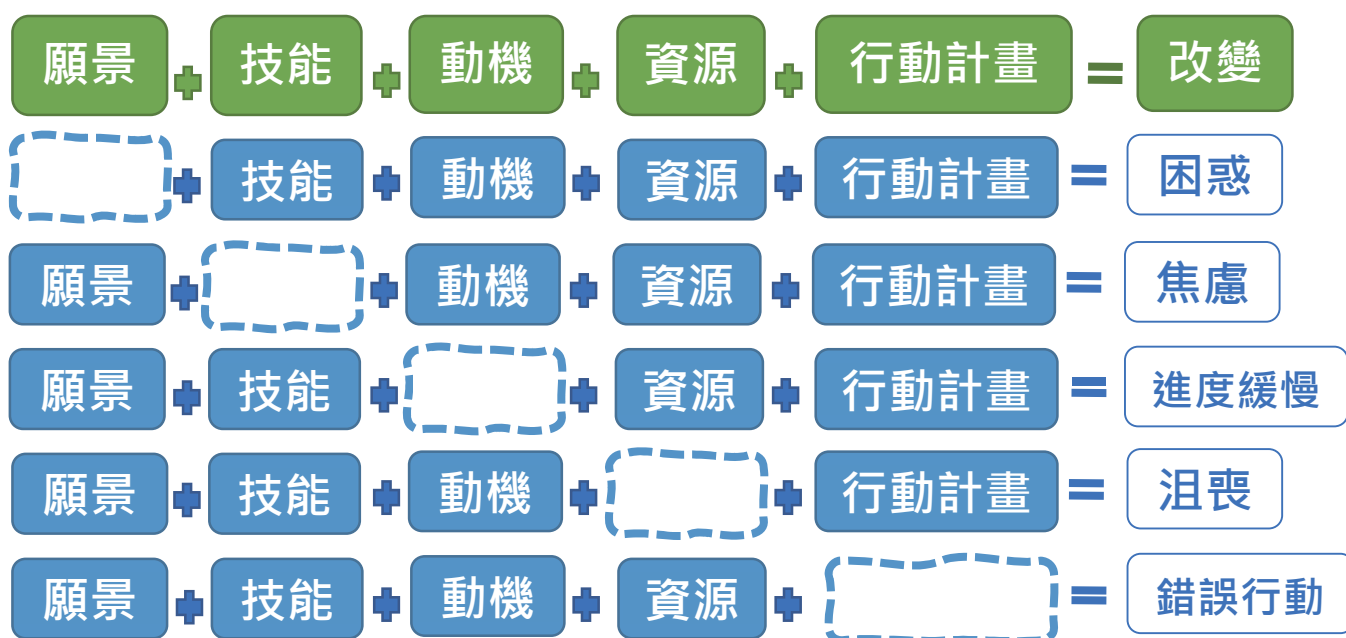 願景 + 技能 + 動機 + 資源 + 行動計畫 = 改變
+ 技能 + 動機 + 資源 + 行動計畫 = 困惑
願景 + + 動機 + 資源 + 行動計畫 = 焦慮
願景 + 技能 + + 資源 + 行動計畫 = 進度緩慢
願景 + 技能 + 動機 + + 行動計畫 = 沮喪
願景 + 技能 + 動機 + 資源 + = 錯誤行動